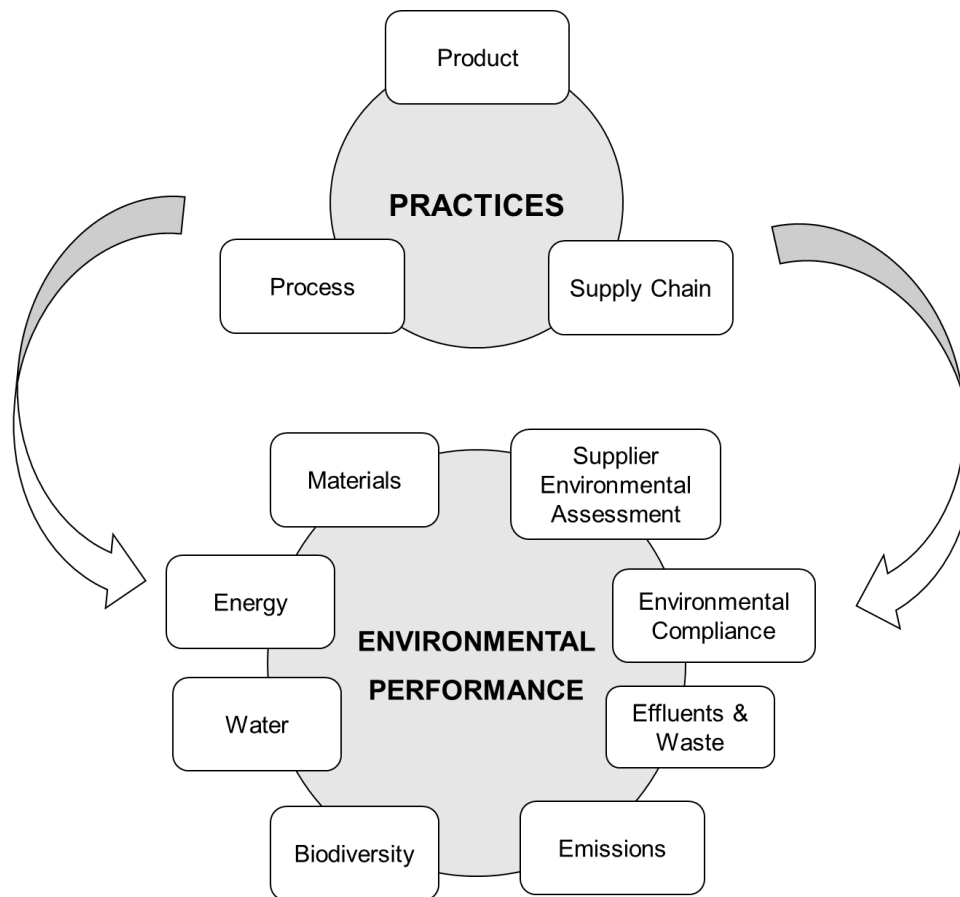 Product
PRACTICES
Process
Supply Chain
Materials
Supplier
Environmental
Assessment
Energy
Environmental
Compliance
ENVIRONMENTAL
PERFORMANCE
Water
Effluents &
Waste
Biodiversity
Emissions